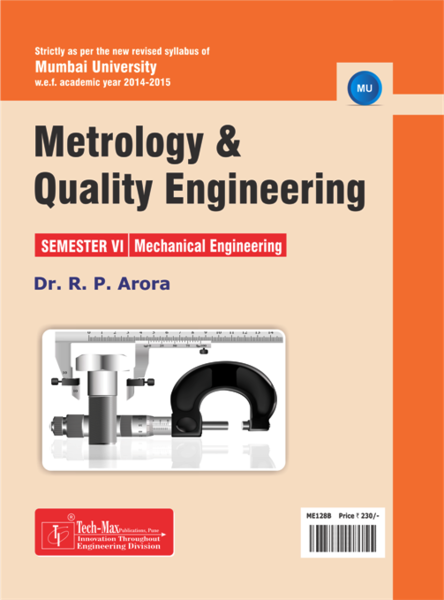 Strictly as per the new revised syllabus of
Mumbai University
w.e.f. academic year 2014-2015
MU
Metrology &
Quality Engineering
SEMESTER VI Mechanical Engineering
Dr. R. P. Arora
® Tech-Max Publications, Pune
Innovation Throughout
Engineering Division
ME128B Price ₹ 230/-